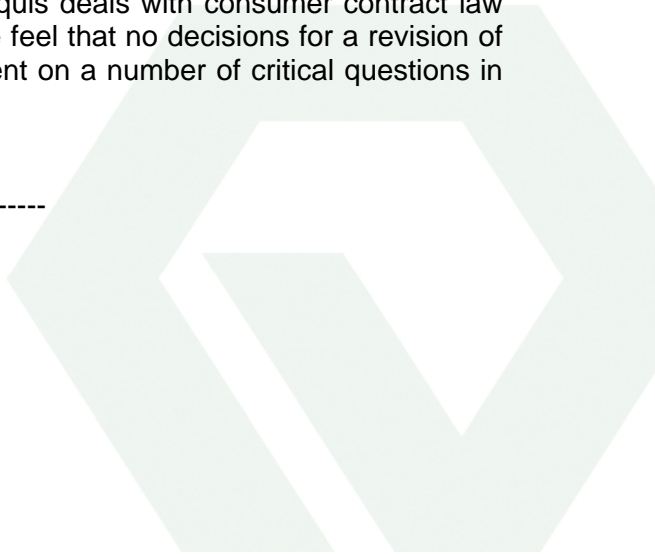 quis deals with consumer contract law
feel that no decisions for a revision of
ent on a number of critical questions in
-----